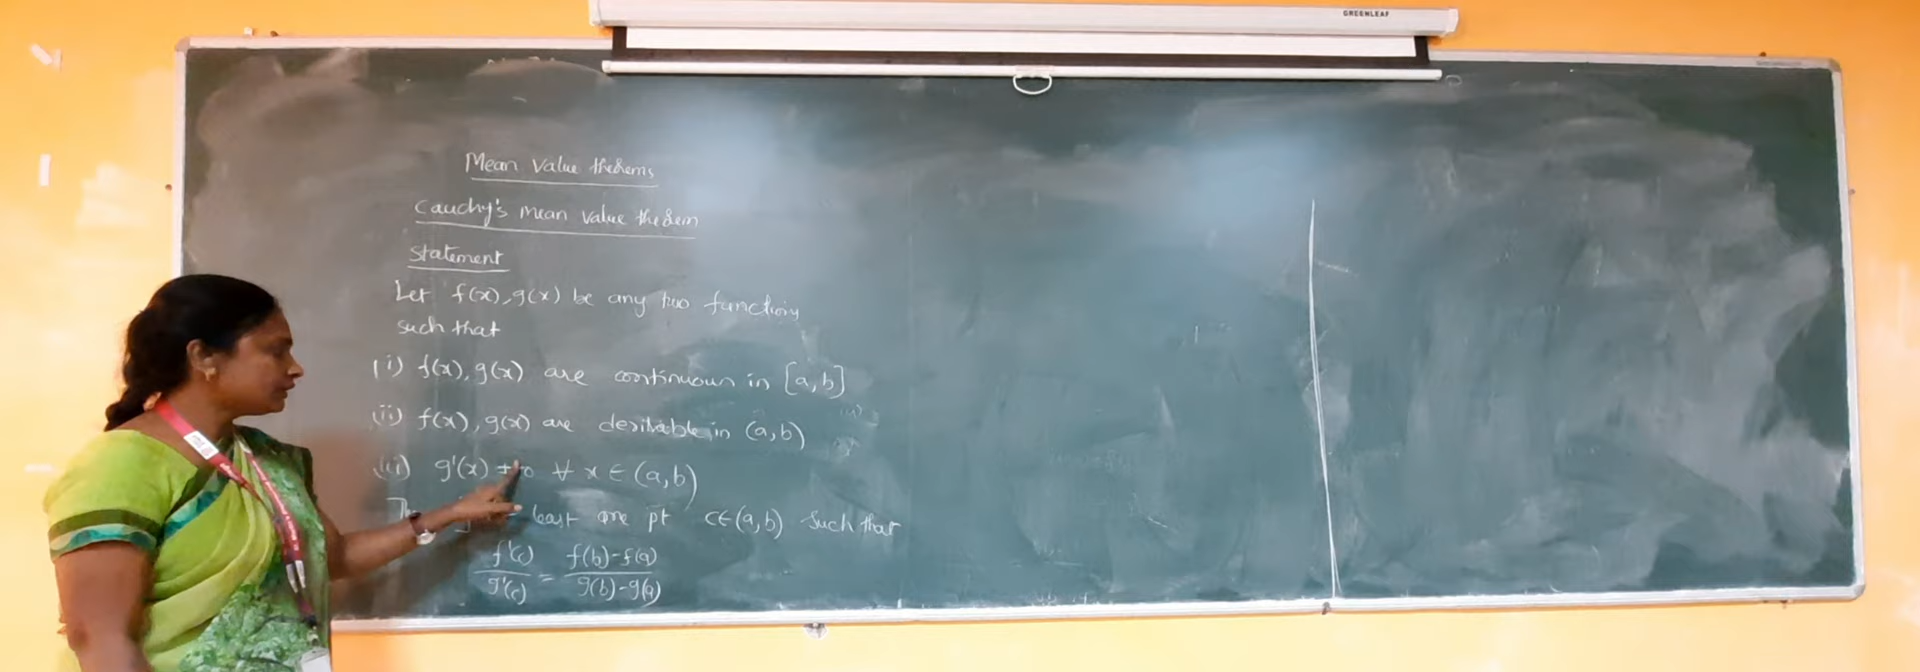 GREENLEAF
Mean Value theorems
Cauchy's mean value theorem
Statement
Let f(x), g(x) be any two functions
such that
(i) f(x), g(x) are continuous in [a,b]
(ii) f(x), g(x) are derivable in (a,b)
(iii) g'(x) ≠ 0 ∀ x ∈ (a,b)
least one pt c∈(a,b) such that
f'(c)/g'(c) = f(b)-f(a)/g(b)-g(a)